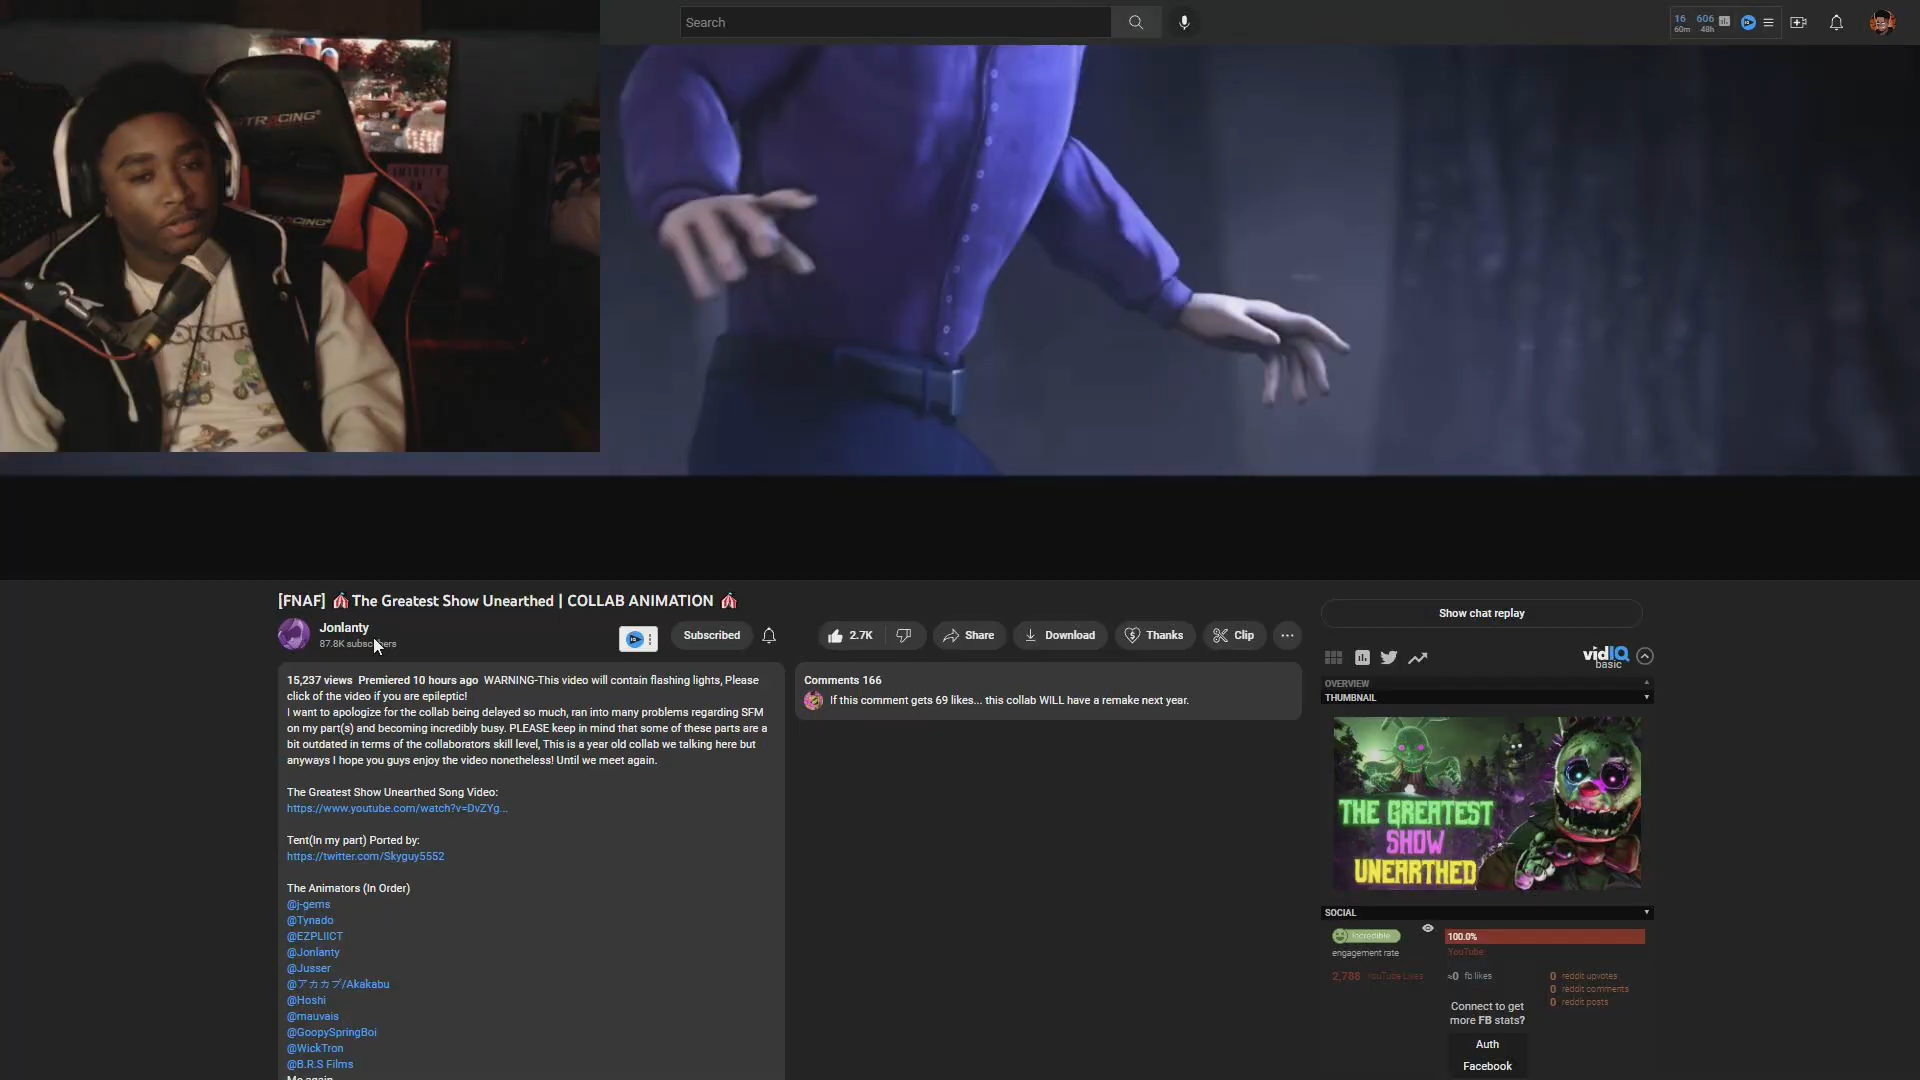 Search
16 606
60m 48h
GTRACING
[FNAF] 🎪The Greatest Show Unearthed | COLLAB ANIMATION 🎪
Jonlanty
87.8K subscribers
Subscribed
2.7K
Share
Download
Thanks
Clip
15,237 views Premiered 10 hours ago WARNING-This video will contain flashing lights, Please
click of the video if you are epileptic!
I want to apologize for the collab being delayed so much, ran into many problems regarding SFM
on my part(s) and becoming incredibly busy. PLEASE keep in mind that some of these parts are a
bit outdated in terms of the collaborators skill level, This is a year old collab we talking here but
anyways I hope you guys enjoy the video nonetheless! Until we meet again.
The Greatest Show Unearthed Song Video:
https://www.youtube.com/watch?v=DvZYg...
Tent(In my part) Ported by:
https://twitter.com/Skyguy5552
The Animators (In Order)
@j-gems
@Tynado
@EZPLIICT
@Jonlanty
@Jusser
@アカカブ/Akakabu
@Hoshi
@mauvais
@GoopySpringBoi
@WickTron
@B.R.S Films
Me again
Comments 166
If this comment gets 69 likes... this collab WILL have a remake next year.
Show chat replay
vidIQ
basic
OVERVIEW
THUMBNAIL
THE GREATEST
SHOW
UNEARTHED
SOCIAL
Incredible
engagement rate
2,788 YouTube Likes
100.0%
YouTube
≈0 fb likes
0 reddit upvotes
0 reddit comments
0 reddit posts
Connect to get
more FB stats?
Auth
Facebook